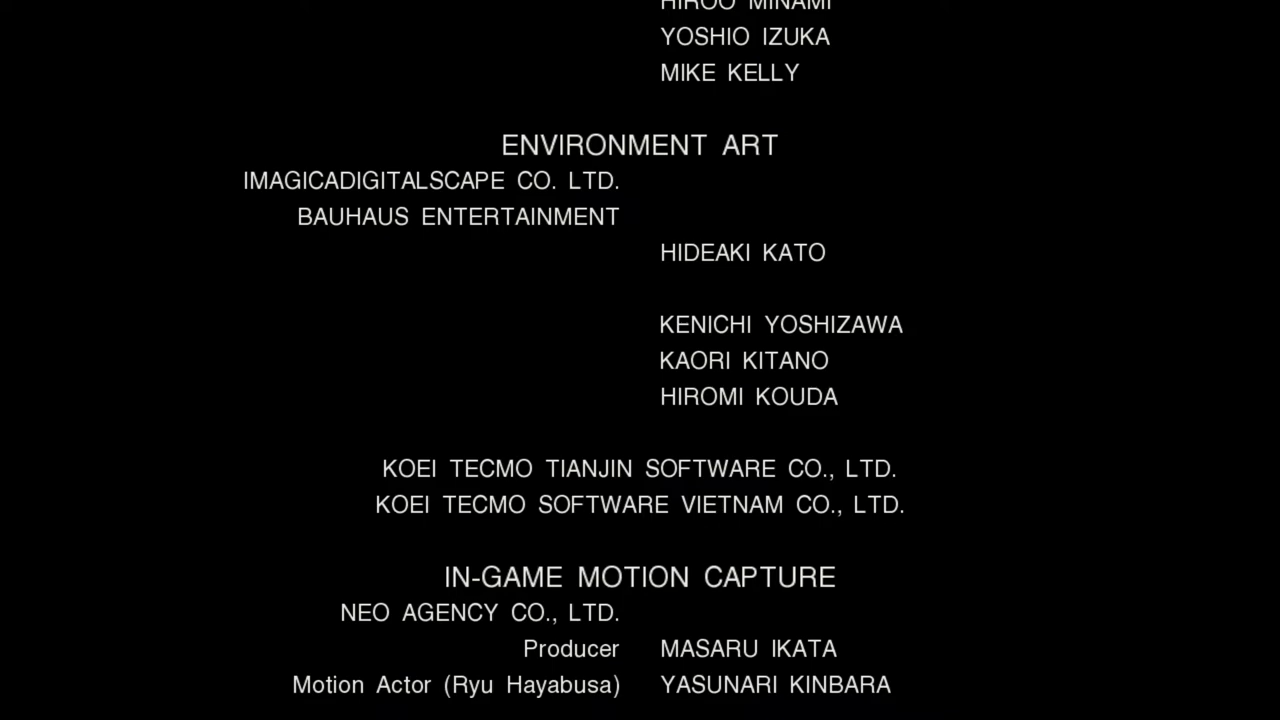 HIROO MINAMI
YOSHIO IZUKA
MIKE KELLY
ENVIRONMENT ART
IMAGICADIGITALSCAPE CO. LTD.
BAUHAUS ENTERTAINMENT
HIDEAKI KATO
KENICHI YOSHIZAWA
KAORI KITANO
HIROMI KOUDA
KOEI TECMO TIANJIN SOFTWARE CO., LTD.
KOEI TECMO SOFTWARE VIETNAM CO., LTD.
IN-GAME MOTION CAPTURE
NEO AGENCY CO., LTD.
Producer MASARU IKATA
Motion Actor (Ryu Hayabusa) YASUNARI KINBARA